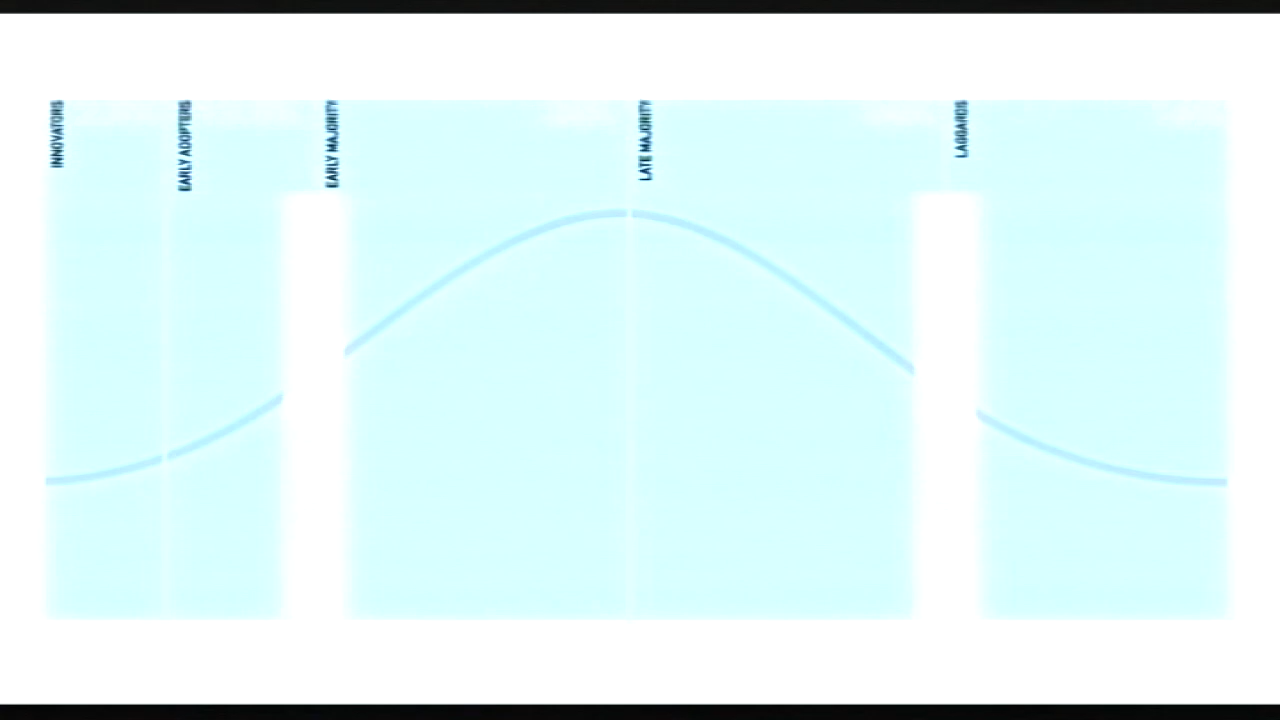 INNOVATORS
EARLY ADOPTERS
EARLY MAJORITY
LATE MAJORITY
LAGGARDS